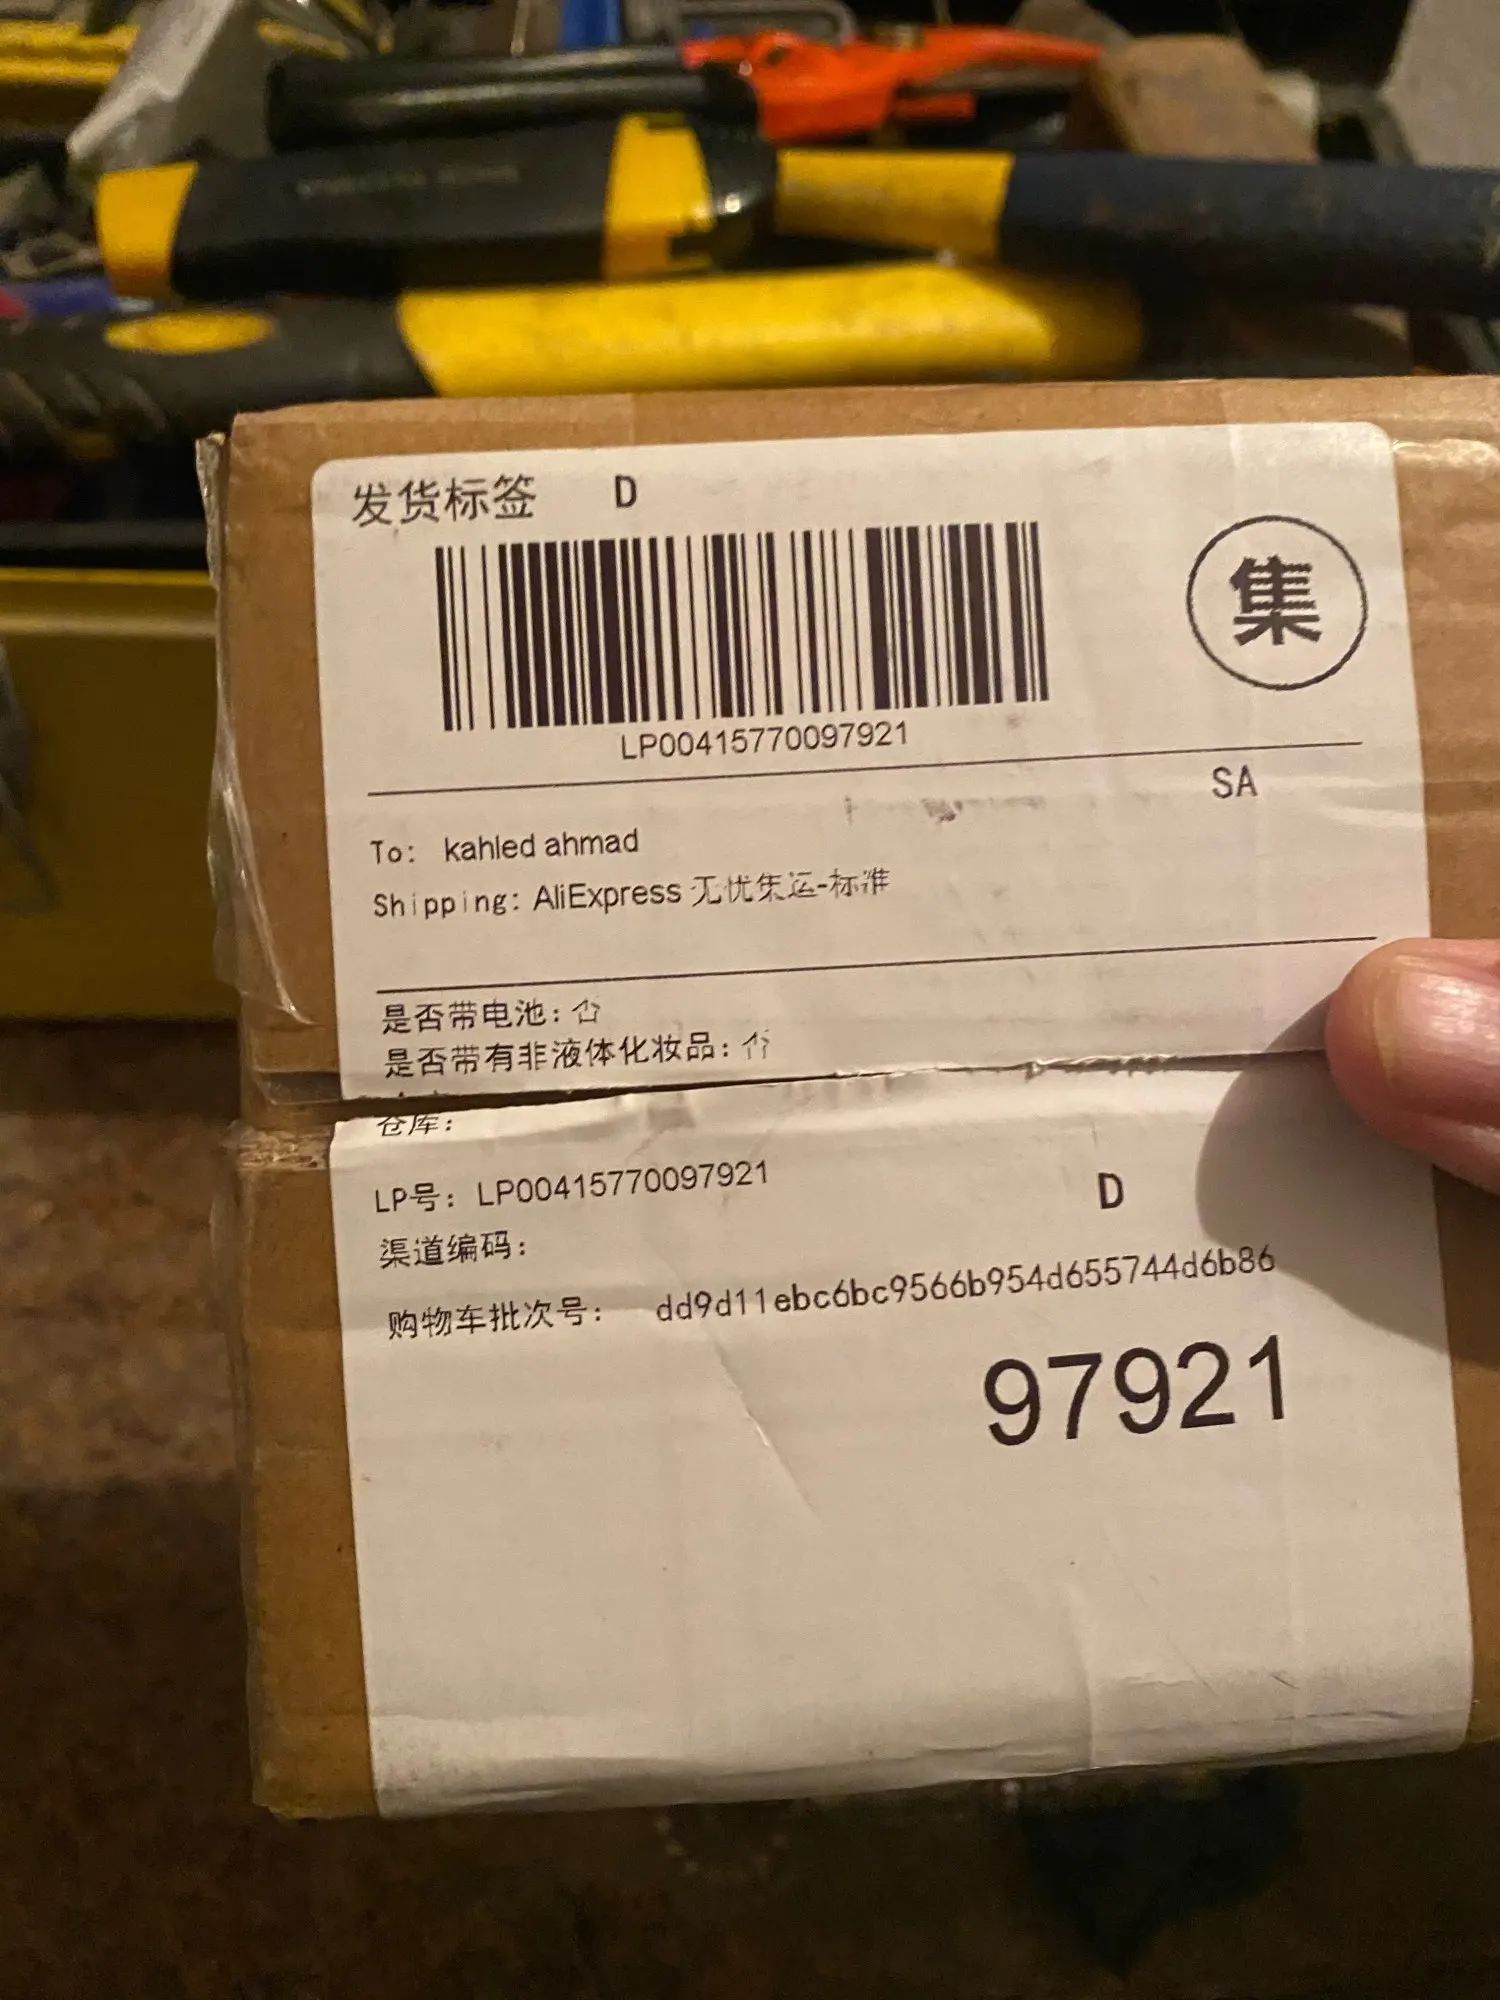 发货标签 D
集
LP00415770097921
SA
To: kahled ahmad
Shipping: AliExpress 无忧集运-标准
是否带电池: 否
是否带有非液体化妆品: 否
仓库:
LP号: LP00415770097921
D
渠道编码:
购物车批次号: dd9d11ebc6bc9566b954d655744d6b86
97921